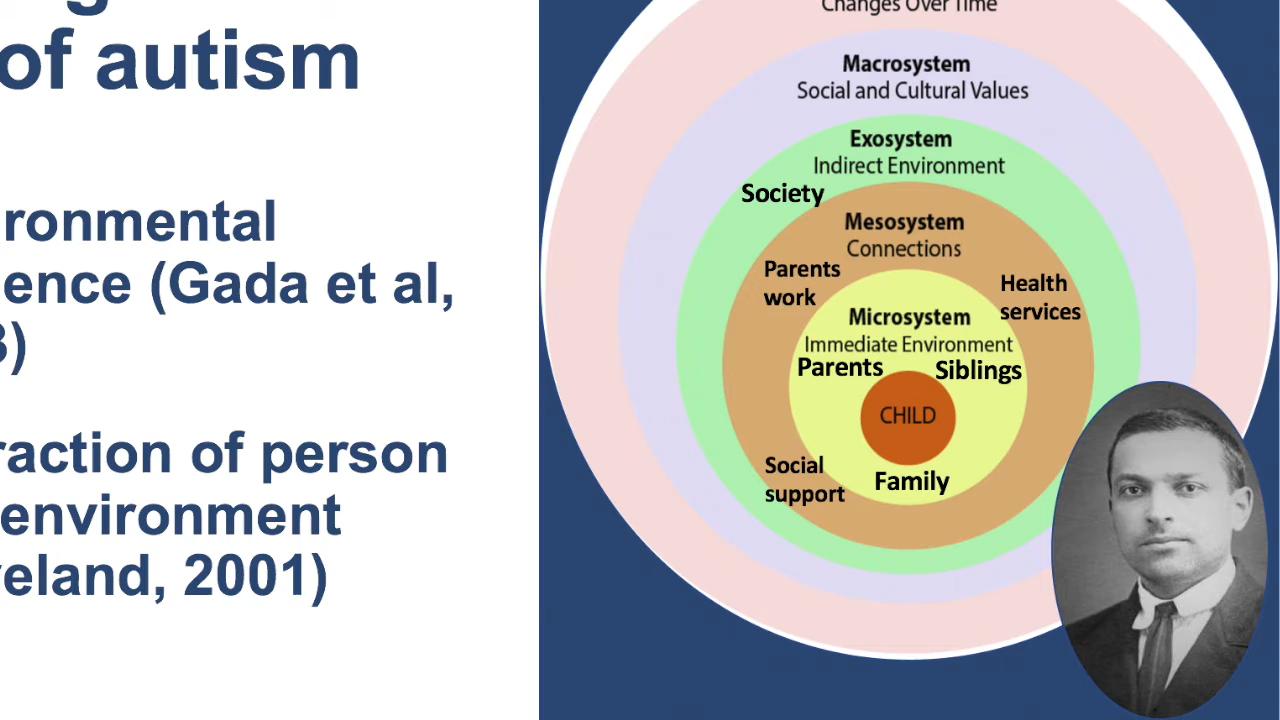 of autism
ronmental
ence (Gada et al,
3)
raction of person
environment
eland, 2001)
Changes Over Time
Macrosystem
Social and Cultural Values
Exosystem
Indirect Environment
Society
Mesosystem
Connections
Parents
work
Health
services
Microsystem
Immediate Environment
Parents
Siblings
CHILD
Social
support
Family